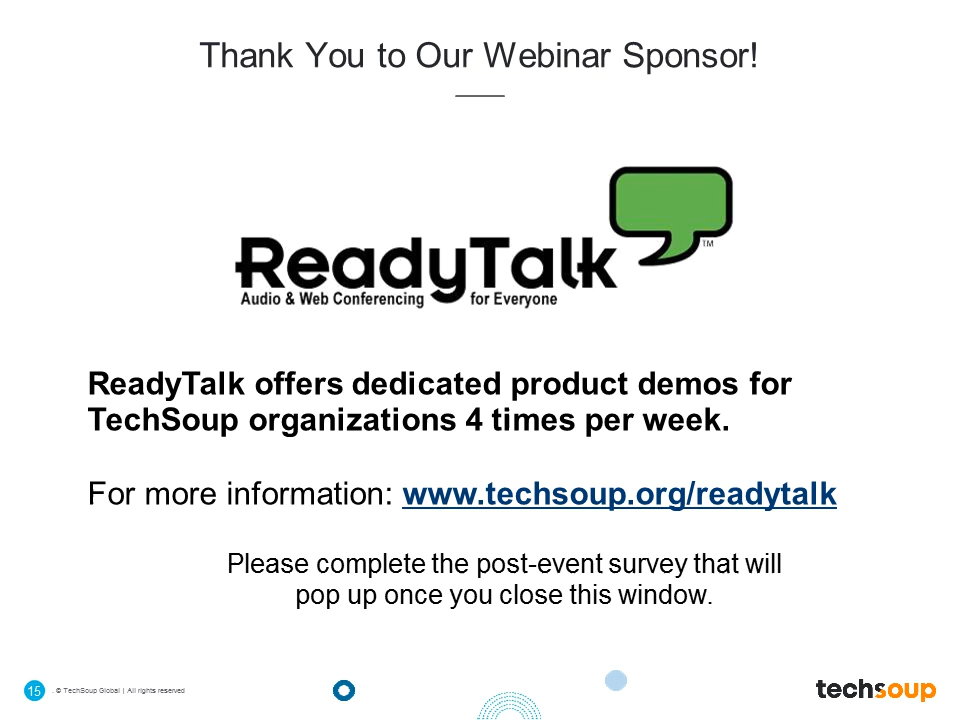 Thank You to Our Webinar Sponsor!
ReadyTalk
TM
Audio & Web Conferencing for Everyone
ReadyTalk offers dedicated product demos for
TechSoup organizations 4 times per week.
For more information: www.techsoup.org/readytalk
Please complete the post-event survey that will
pop up once you close this window.
15 . © TechSoup Global | All rights reserved
techsoup